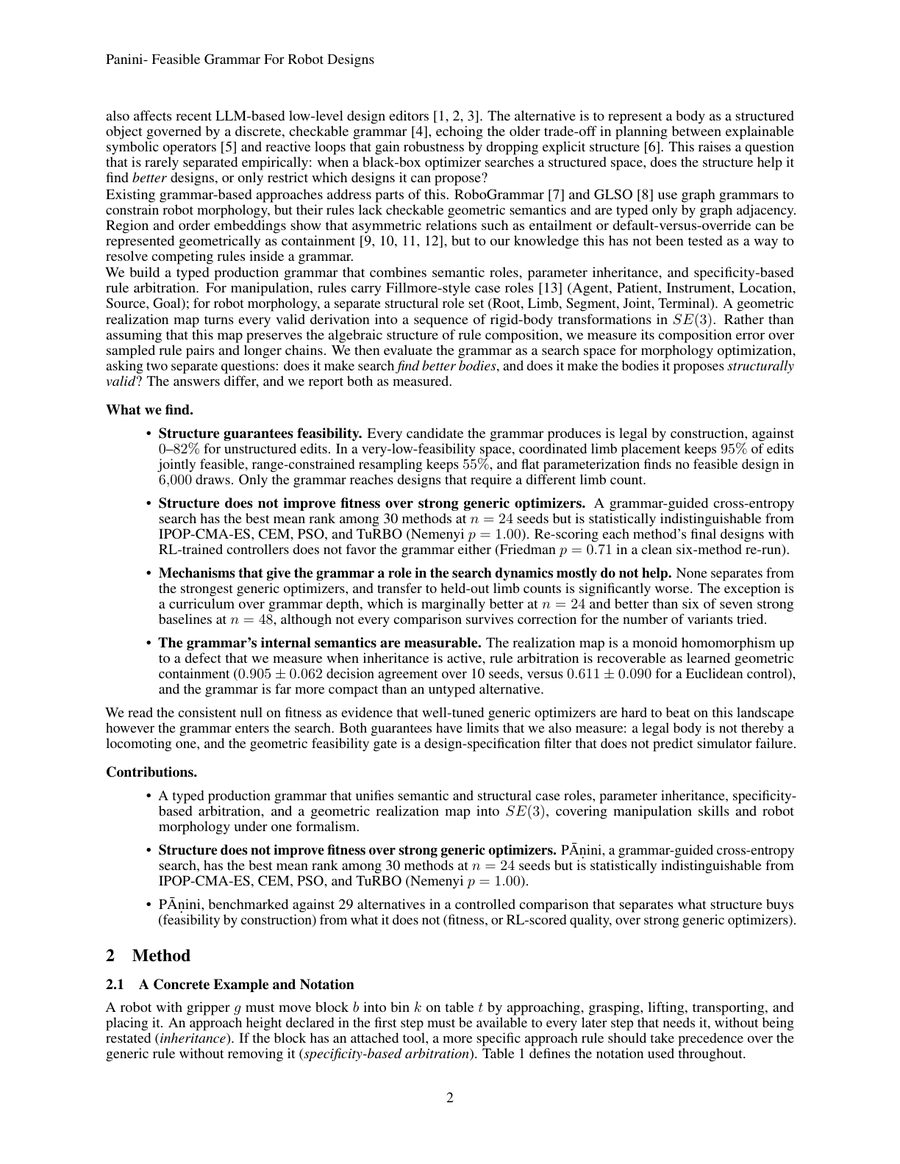 Panini- Feasible Grammar For Robot Designs
also affects recent LLM-based low-level design editors [1, 2, 3]. The alternative is to represent a body as a structured
object governed by a discrete, checkable grammar [4], echoing the older trade-off in planning between explainable
symbolic operators [5] and reactive loops that gain robustness by dropping explicit structure [6]. This raises a question
that is rarely separated empirically: when a black-box optimizer searches a structured space, does the structure help it
find better designs, or only restrict which designs it can propose?
Existing grammar-based approaches address parts of this. RoboGrammar [7] and GLSO [8] use graph grammars to
constrain robot morphology, but their rules lack checkable geometric semantics and are typed only by graph adjacency.
Region and order embeddings show that asymmetric relations such as entailment or default-versus-override can be
represented geometrically as containment [9, 10, 11, 12], but to our knowledge this has not been tested as a way to
resolve competing rules inside a grammar.
We build a typed production grammar that combines semantic roles, parameter inheritance, and specificity-based
rule arbitration. For manipulation, rules carry Fillmore-style case roles [13] (Agent, Patient, Instrument, Location,
Source, Goal); for robot morphology, a separate structural role set (Root, Limb, Segment, Joint, Terminal). A geometric
realization map turns every valid derivation into a sequence of rigid-body transformations in SE(3). Rather than
assuming that this map preserves the algebraic structure of rule composition, we measure its composition error over
sampled rule pairs and longer chains. We then evaluate the grammar as a search space for morphology optimization,
asking two separate questions: does it make search find better bodies, and does it make the bodies it proposes structurally
valid? The answers differ, and we report both as measured.
What we find.
• Structure guarantees feasibility. Every candidate the grammar produces is legal by construction, against
0–82% for unstructured edits. In a very-low-feasibility space, coordinated limb placement keeps 95% of edits
jointly feasible, range-constrained resampling keeps 55%, and flat parameterization finds no feasible design in
6,000 draws. Only the grammar reaches designs that require a different limb count.
• Structure does not improve fitness over strong generic optimizers. A grammar-guided cross-entropy
search has the best mean rank among 30 methods at n = 24 seeds but is statistically indistinguishable from
IPOP-CMA-ES, CEM, PSO, and TuRBO (Nemenyi p = 1.00). Re-scoring each method's final designs with
RL-trained controllers does not favor the grammar either (Friedman p = 0.71 in a clean six-method re-run).
• Mechanisms that give the grammar a role in the search dynamics mostly do not help. None separates from
the strongest generic optimizers, and transfer to held-out limb counts is significantly worse. The exception is
a curriculum over grammar depth, which is marginally better at n = 24 and better than six of seven strong
baselines at n = 48, although not every comparison survives correction for the number of variants tried.
• The grammar's internal semantics are measurable. The realization map is a monoid homomorphism up
to a defect that we measure when inheritance is active, rule arbitration is recoverable as learned geometric
containment (0.905 ± 0.062 decision agreement over 10 seeds, versus 0.611 ± 0.090 for a Euclidean control),
and the grammar is far more compact than an untyped alternative.
We read the consistent null on fitness as evidence that well-tuned generic optimizers are hard to beat on this landscape
however the grammar enters the search. Both guarantees have limits that we also measure: a legal body is not thereby a
locomoting one, and the geometric feasibility gate is a design-specification filter that does not predict simulator failure.
Contributions.
• A typed production grammar that unifies semantic and structural case roles, parameter inheritance, specificity-
based arbitration, and a geometric realization map into SE(3), covering manipulation skills and robot
morphology under one formalism.
• Structure does not improve fitness over strong generic optimizers. PĀṇini, a grammar-guided cross-entropy
search, has the best mean rank among 30 methods at n = 24 seeds but is statistically indistinguishable from
IPOP-CMA-ES, CEM, PSO, and TuRBO (Nemenyi p = 1.00).
• PĀṇini, benchmarked against 29 alternatives in a controlled comparison that separates what structure buys
(feasibility by construction) from what it does not (fitness, or RL-scored quality, over strong generic optimizers).
2 Method
2.1 A Concrete Example and Notation
A robot with gripper g must move block b into bin k on table t by approaching, grasping, lifting, transporting, and
placing it. An approach height declared in the first step must be available to every later step that needs it, without being
restated (inheritance). If the block has an attached tool, a more specific approach rule should take precedence over the
generic rule without removing it (specificity-based arbitration). Table 1 defines the notation used throughout.
2